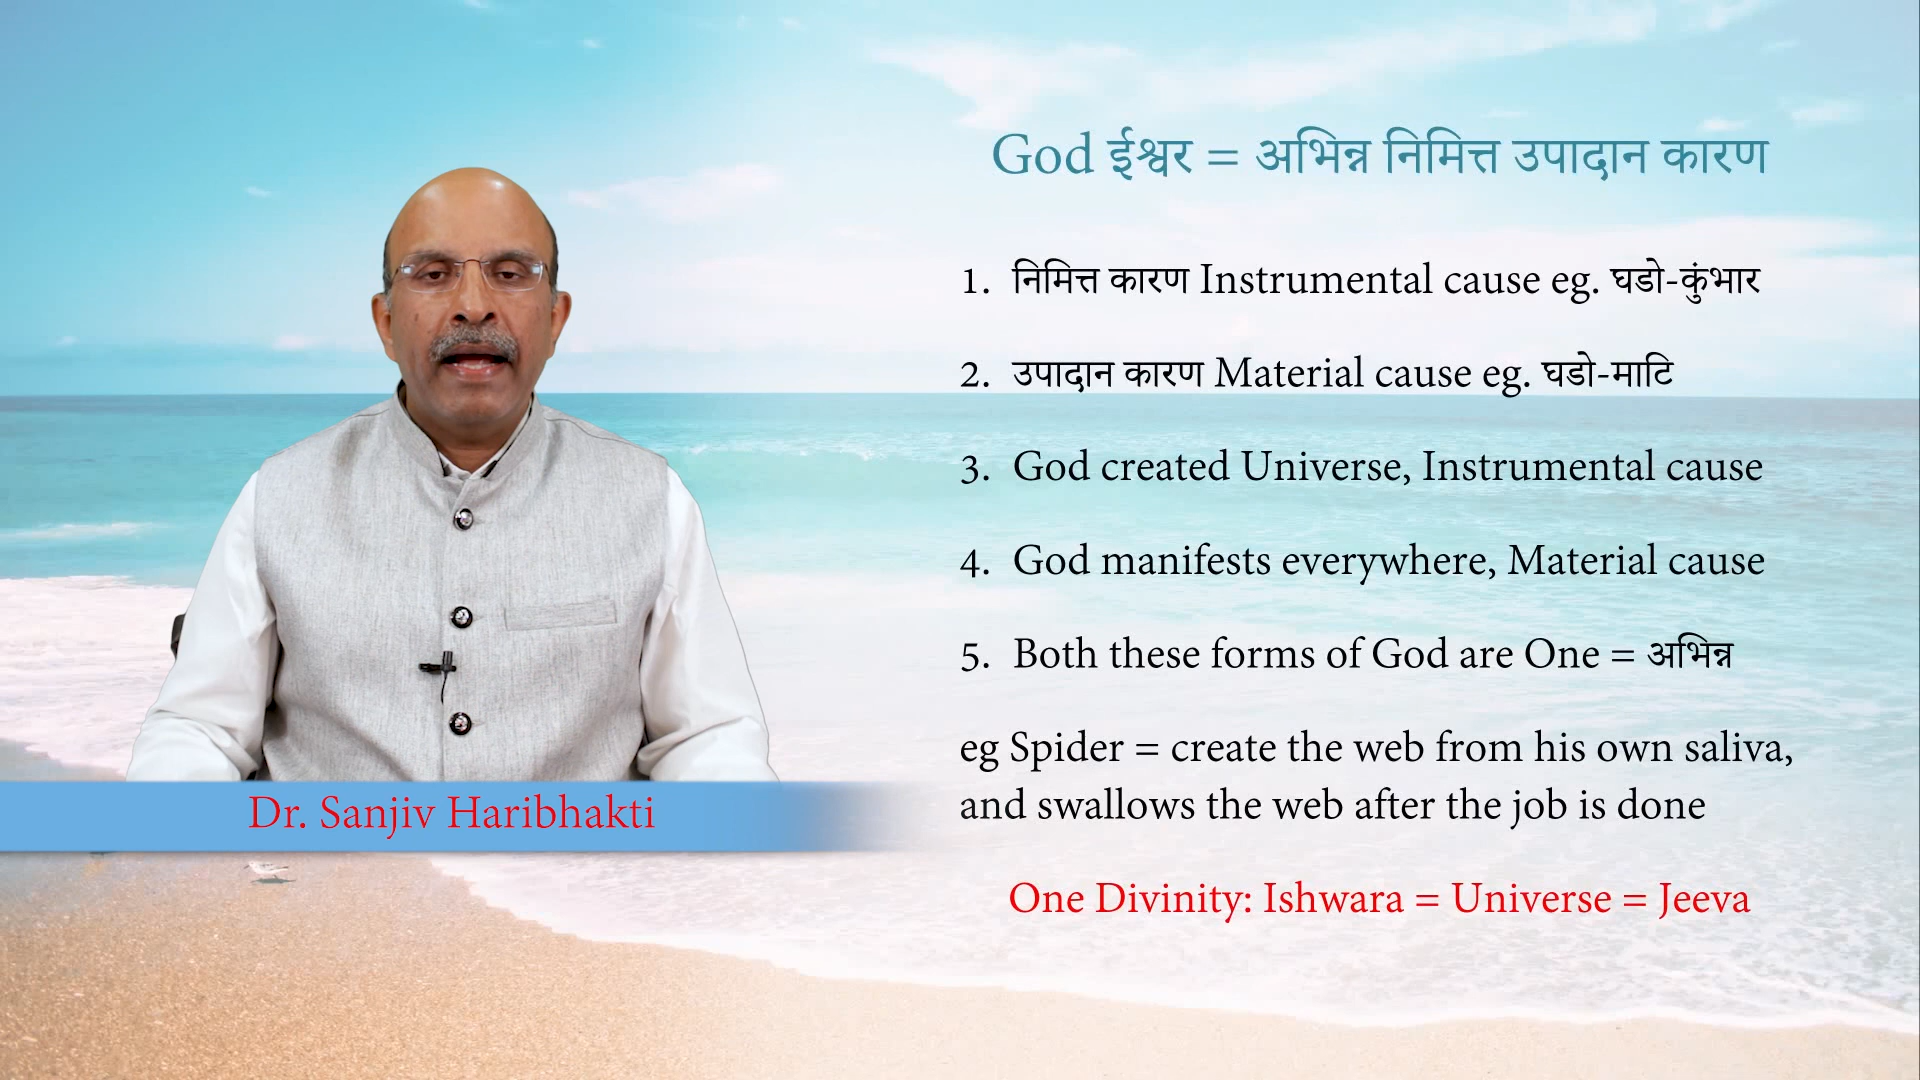 God ईश्वर = अभिन्न निमित्त उपादान कारण
1. निमित्त कारण Instrumental cause eg. घडो-कुंभार
2. उपादान कारण Material cause eg. घडो-माटि
3. God created Universe, Instrumental cause
4. God manifests everywhere, Material cause
5. Both these forms of God are One = अभिन्न
eg Spider = create the web from his own saliva,
and swallows the web after the job is done
One Divinity: Ishwara = Universe = Jeeva
Dr. Sanjiv Haribhakti